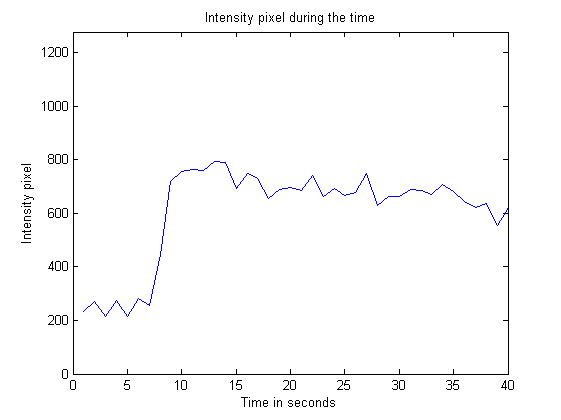 Intensity pixel during the time
1200
1000
800
600
400
200
0
Intensity pixel
0 5 10 15 20 25 30 35 40
Time in seconds